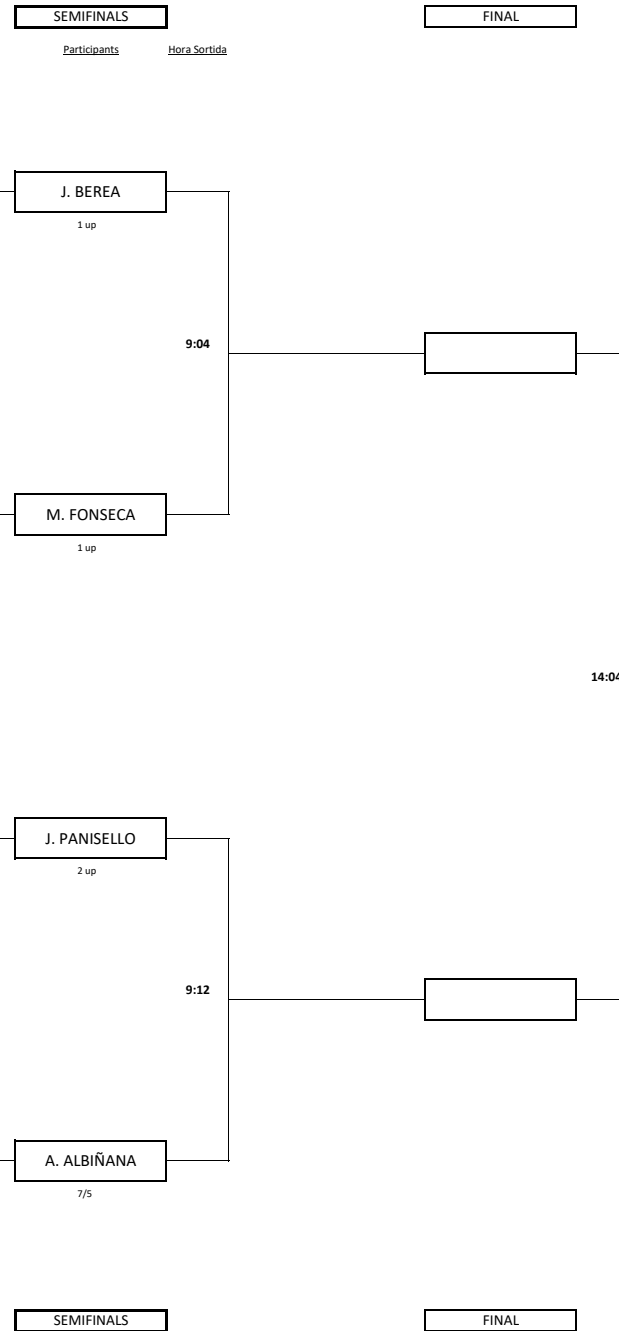 SEMIFINALS FINAL
Participants Hora Sortida
J. BEREA
1 up
9:04
M. FONSECA
1 up
14:04
J. PANISELLO
2 up
9:12
A. ALBIÑANA
7/5
SEMIFINALS FINAL